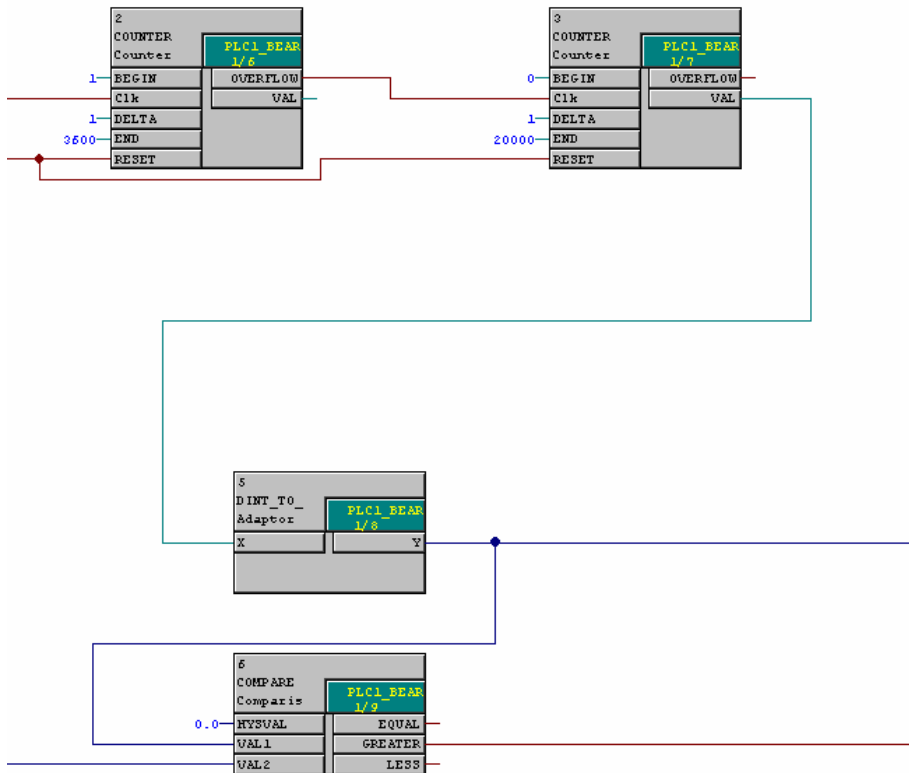 2
COUNTER
Counter
PLC1_BEAR
1/6
1
BEGIN
OVERFLOW
Clk
VAL
1
DELTA
3600
END
RESET
3
COUNTER
Counter
PLC1_BEAR
1/7
0
BEGIN
OVERFLOW
Clk
VAL
1
DELTA
20000
END
RESET
5
DINT_TO_
Adaptor
PLC1_BEAR
1/8
X
Y
6
COMPARE
Comparis
PLC1_BEAR
1/9
0.0
HYSVAL
EQUAL
VAL1
GREATER
VAL2
LESS